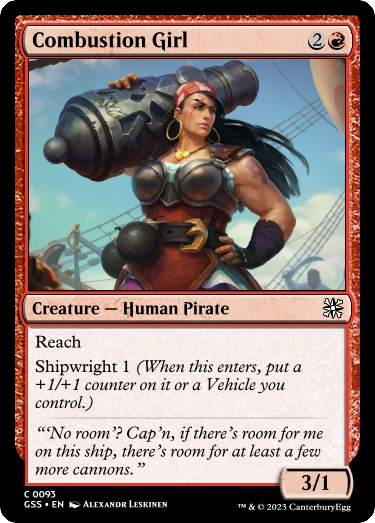 Combustion Girl 2
Creature — Human Pirate
Reach
Shipwright 1 (When this enters, put a
+1/+1 counter on it or a Vehicle you
control.)
“‘No room’? Cap’n, if there’s room for me
on this ship, there’s room for at least a few
more cannons.”
3/1
C 0093
GSS • EN Alexandr Leskinen
™ & © 2023 CanterburyEgg